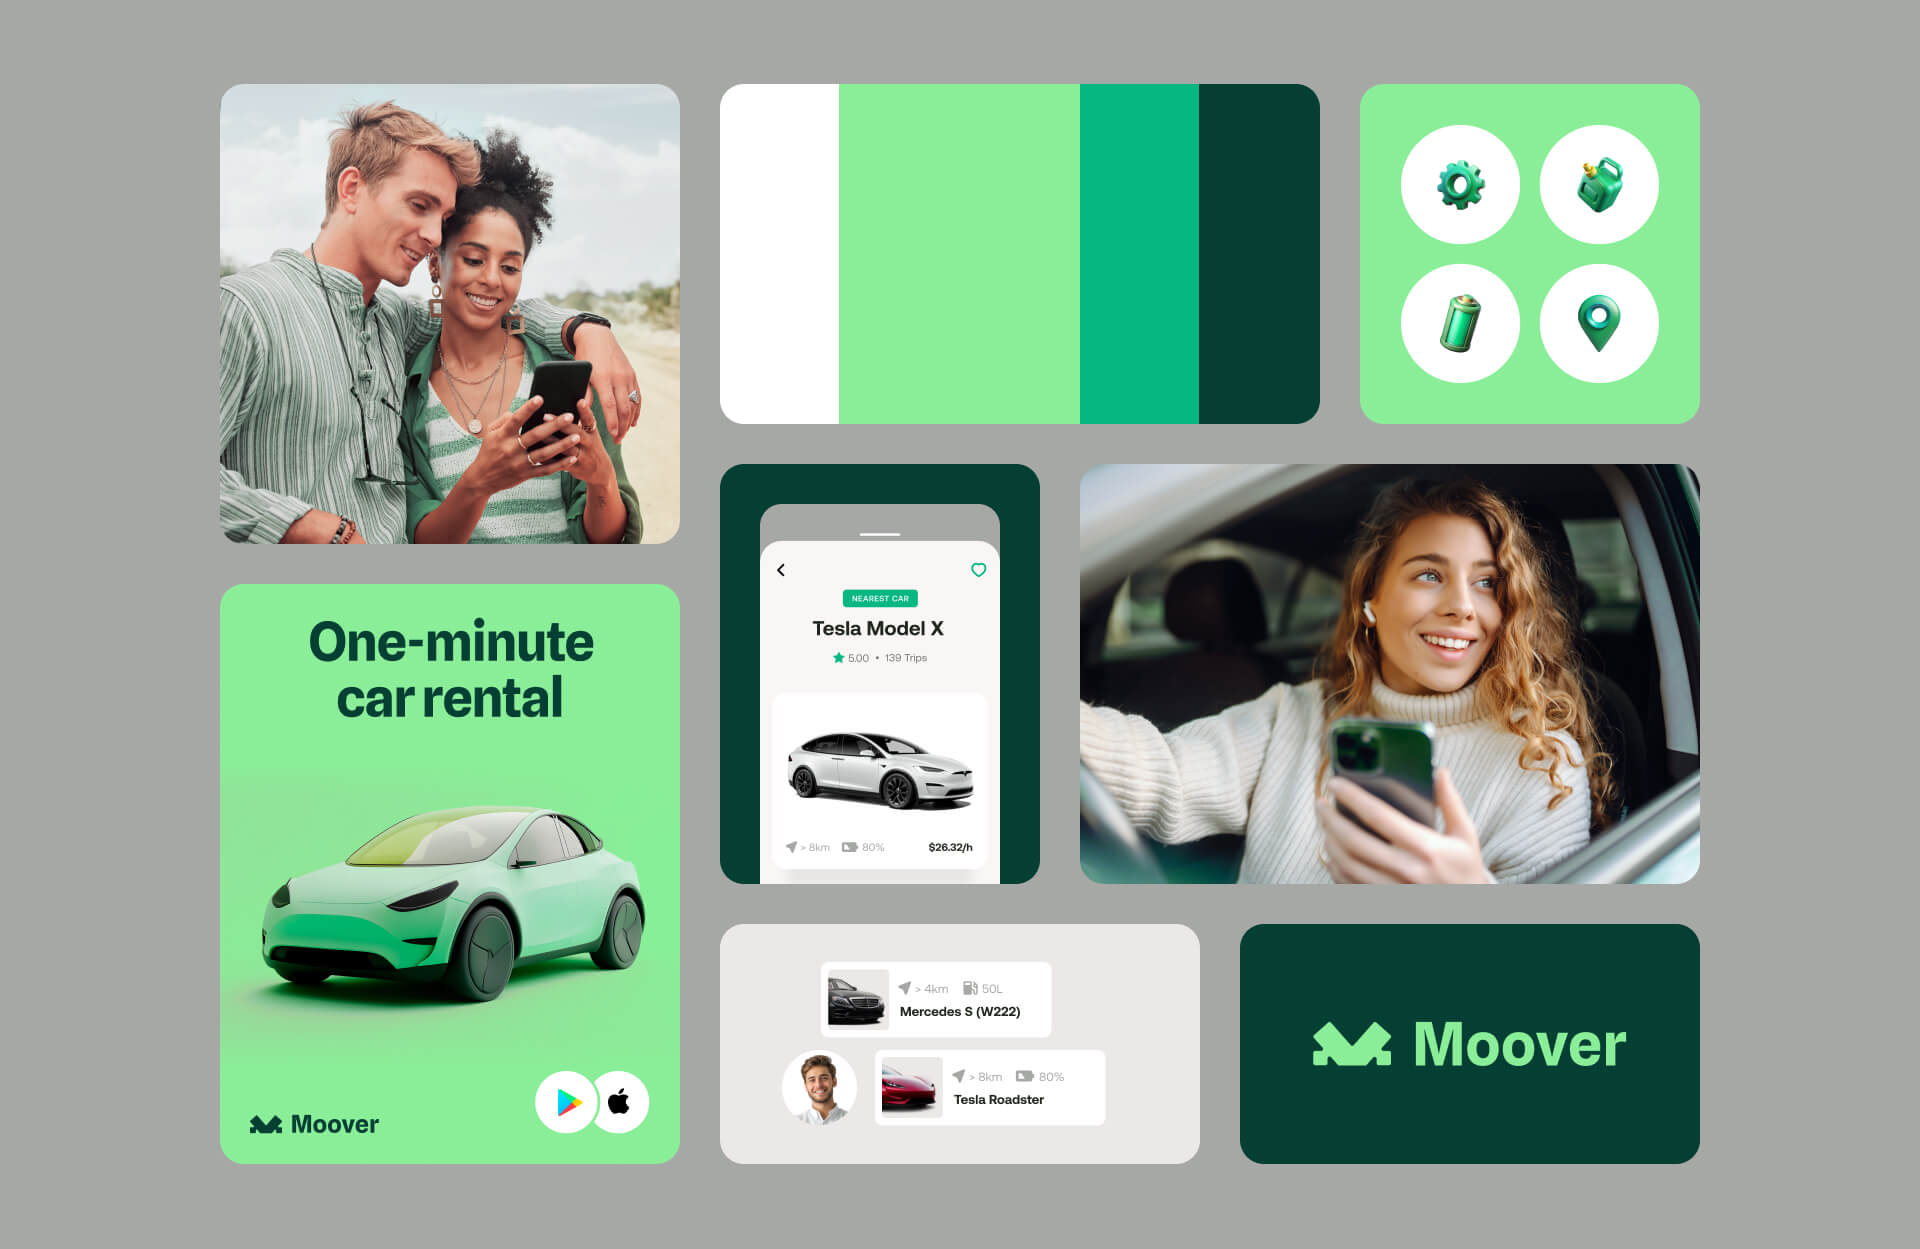 One-minute
car rental
Moover
NEAREST CAR
Tesla Model X
5.00 • 139 Trips
> 8km 80% $26.32/h
> 4km 50L
Mercedes S (W222)
> 8km 80%
Tesla Roadster
Moover